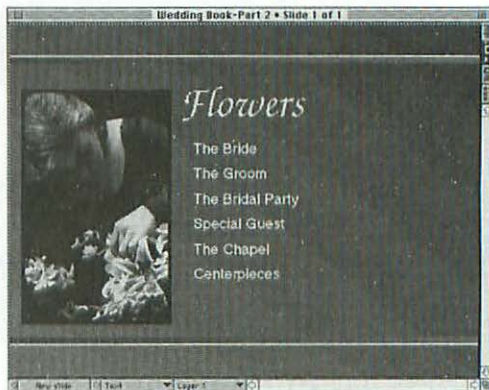 Wedding Book-Part 2 • Slide 1 of 1
Flowers
The Bride
The Groom
The Bridal Party
Special Guest
The Chapel
Centerpieces
New slide Text Layer 1